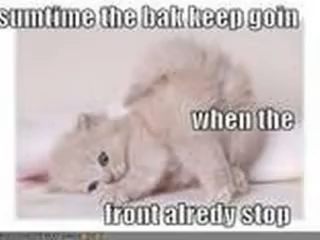 sumtime the bak keep goin
when the
front alredy stop